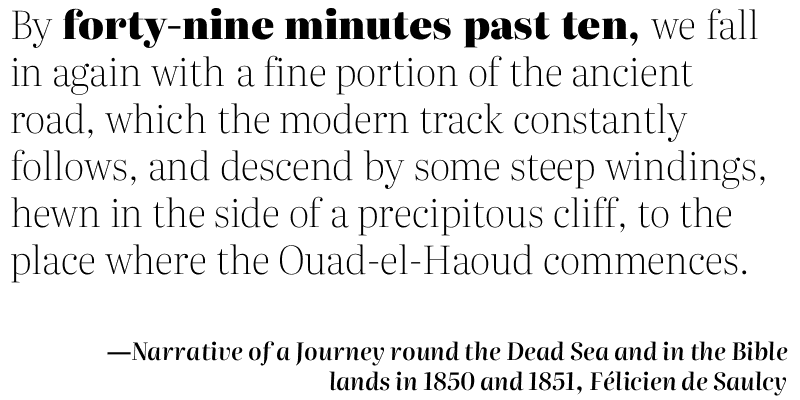 By forty-nine minutes past ten, we fall
in again with a fine portion of the ancient
road, which the modern track constantly
follows, and descend by some steep windings,
hewn in the side of a precipitous cliff, to the
place where the Ouad-el-Haoud commences.
—Narrative of a Journey round the Dead Sea and in the Bible
lands in 1850 and 1851, Félicien de Saulcy